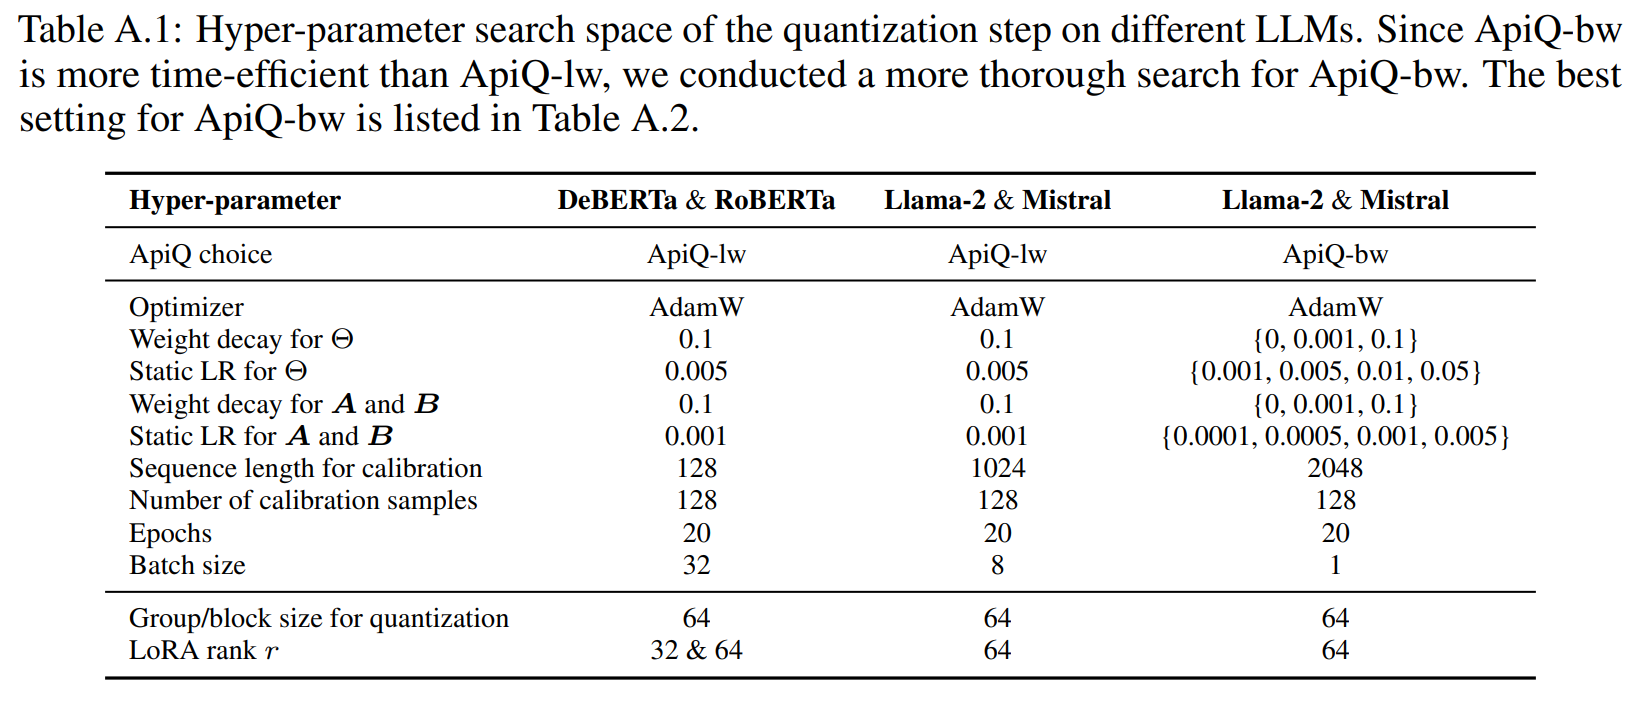 Table A.1: Hyper-parameter search space of the quantization step on different LLMs. Since ApiQ-bw
is more time-efficient than ApiQ-lw, we conducted a more thorough search for ApiQ-bw. The best
setting for ApiQ-bw is listed in Table A.2.
Hyper-parameter DeBERTa & RoBERTa Llama-2 & Mistral Llama-2 & Mistral
ApiQ choice ApiQ-lw ApiQ-lw ApiQ-bw
Optimizer AdamW AdamW AdamW
Weight decay for Θ 0.1 0.1 {0, 0.001, 0.1}
Static LR for Θ 0.005 0.005 {0.001, 0.005, 0.01, 0.05}
Weight decay for A and B 0.1 0.1 {0, 0.001, 0.1}
Static LR for A and B 0.001 0.001 {0.0001, 0.0005, 0.001, 0.005}
Sequence length for calibration 128 1024 2048
Number of calibration samples 128 128 128
Epochs 20 20 20
Batch size 32 8 1
Group/block size for quantization 64 64 64
LoRA rank r 32 & 64 64 64